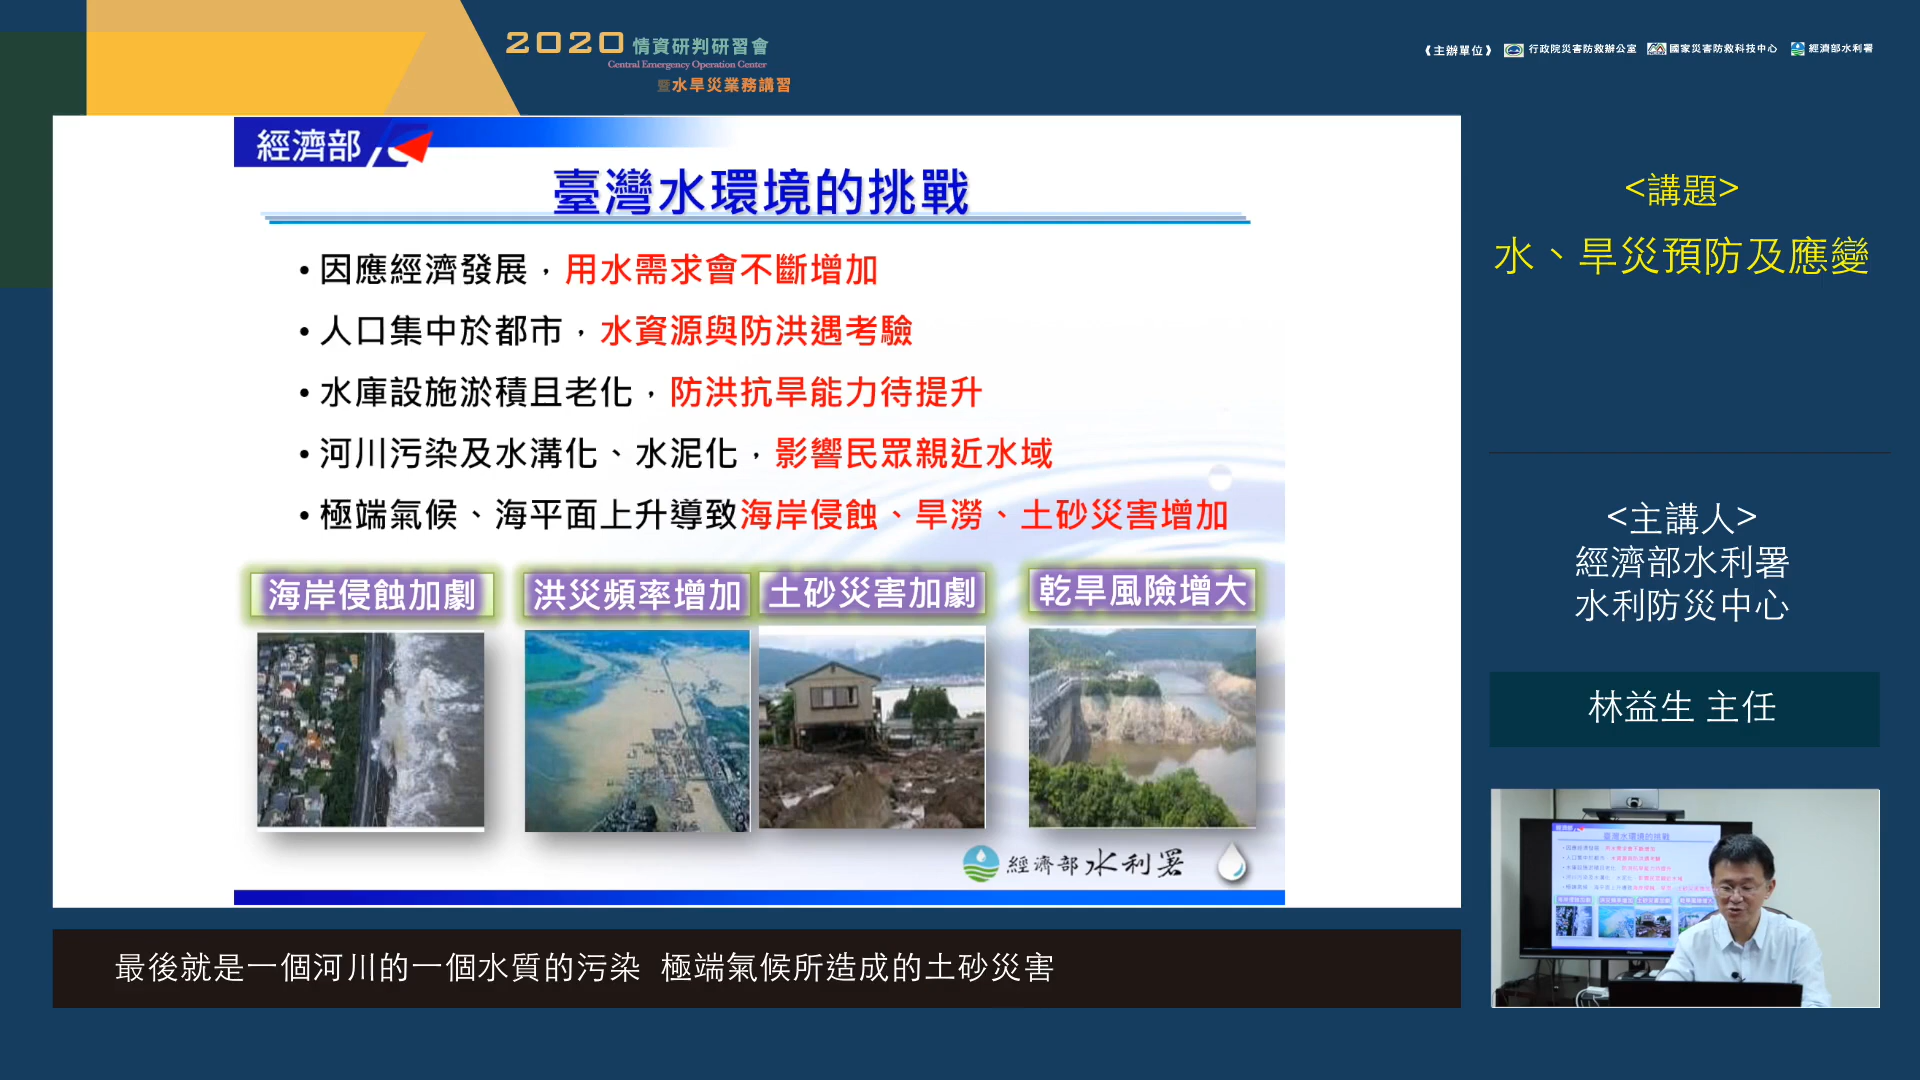 2020 情資研判研習會
Central Emergency Operation Center
暨水旱災業務講習
《主辦單位》 行政院災害防救辦公室 國家災害防救科技中心 經濟部水利署
經濟部
臺灣水環境的挑戰
• 因應經濟發展，用水需求會不斷增加
• 人口集中於都市，水資源與防洪遇考驗
• 水庫設施淤積且老化，防洪抗旱能力待提升
• 河川污染及水溝化、水泥化，影響民眾親近水域
• 極端氣候、海平面上升導致海岸侵蝕、旱澇、土砂災害增加
海岸侵蝕加劇 洪災頻率增加 土砂災害加劇 乾旱風險增大
經濟部水利署
最後就是一個河川的一個水質的污染 極端氣候所造成的土砂災害
<講題>
水、旱災預防及應變
<主講人>
經濟部水利署
水利防災中心
林益生 主任